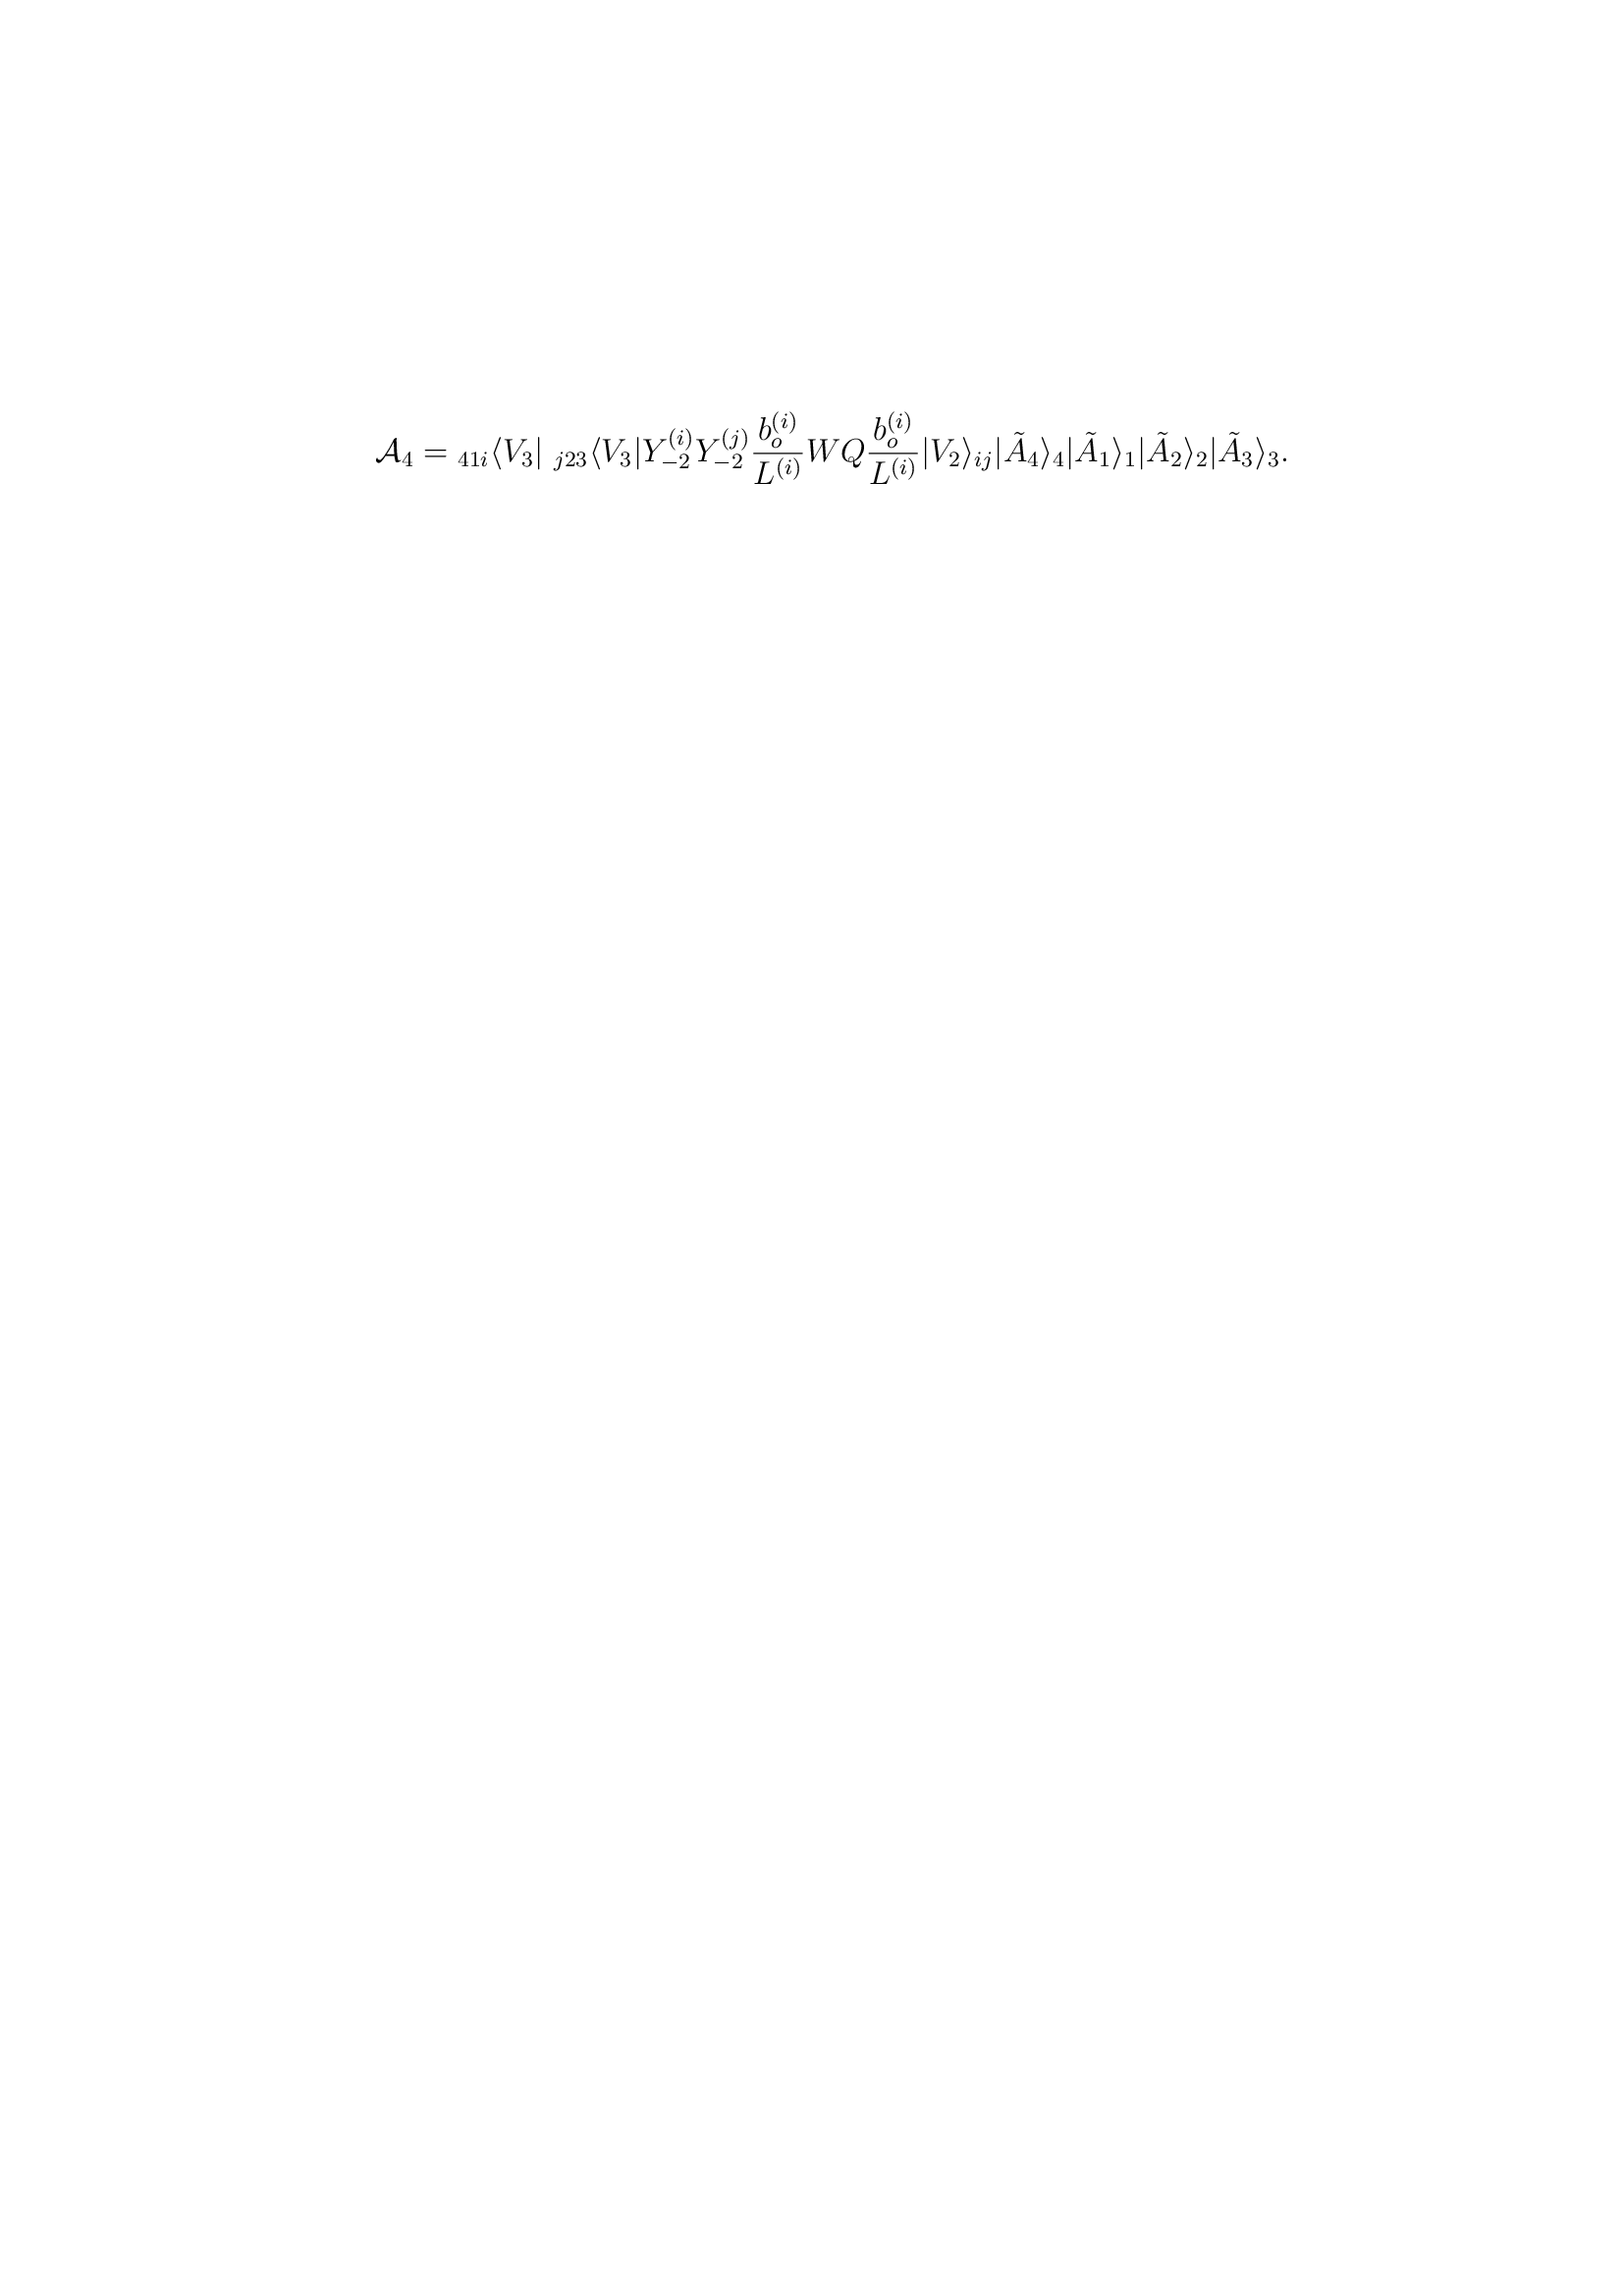 $\mathcal{A}_4 = {}_{41i}\langle V_3|\ {}_{j23}\langle V_3| Y_{-2}^{(i)} Y_{-2}^{(j)} \frac{b_o^{(i)}}{L^{(i)}} W Q \frac{b_o^{(i)}}{L^{(i)}} |V_2\rangle_{ij} |\tilde{A}_4\rangle_4 |\tilde{A}_1\rangle_1 |\tilde{A}_2\rangle_2 |\tilde{A}_3\rangle_3.$